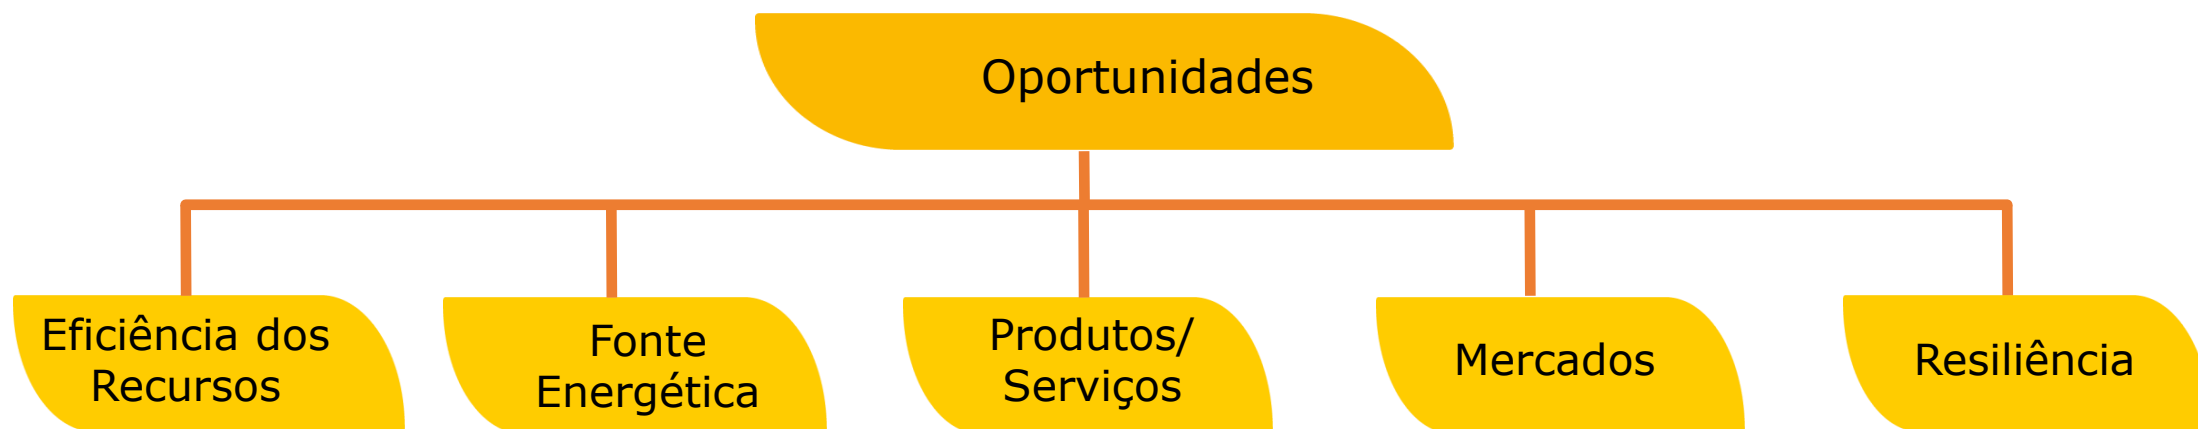 Oportunidades
Eficiência dos
Recursos
Fonte
Energética
Produtos/
Serviços
Mercados
Resiliência